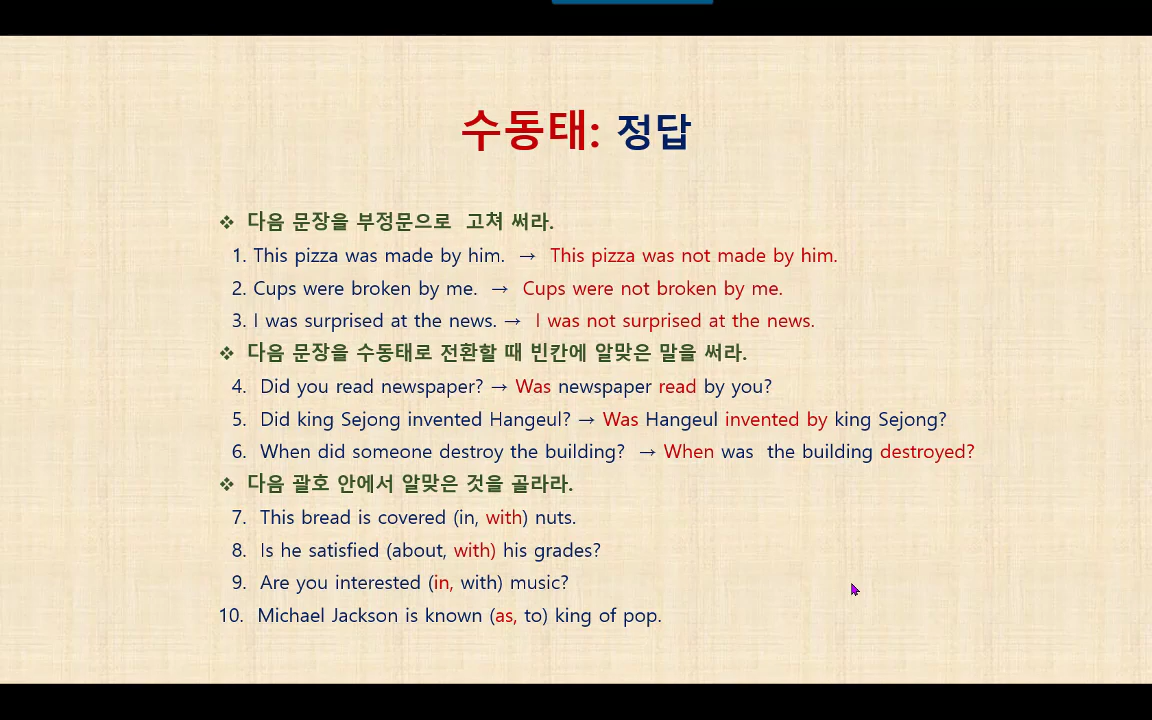 수동태: 정답
❖ 다음 문장을 부정문으로 고쳐 써라.
1. This pizza was made by him. → This pizza was not made by him.
2. Cups were broken by me. → Cups were not broken by me.
3. I was surprised at the news. → I was not surprised at the news.
❖ 다음 문장을 수동태로 전환할 때 빈칸에 알맞은 말을 써라.
4. Did you read newspaper? → Was newspaper read by you?
5. Did king Sejong invented Hangeul? → Was Hangeul invented by king Sejong?
6. When did someone destroy the building? → When was the building destroyed?
❖ 다음 괄호 안에서 알맞은 것을 골라라.
7. This bread is covered (in, with) nuts.
8. Is he satisfied (about, with) his grades?
9. Are you interested (in, with) music?
10. Michael Jackson is known (as, to) king of pop.